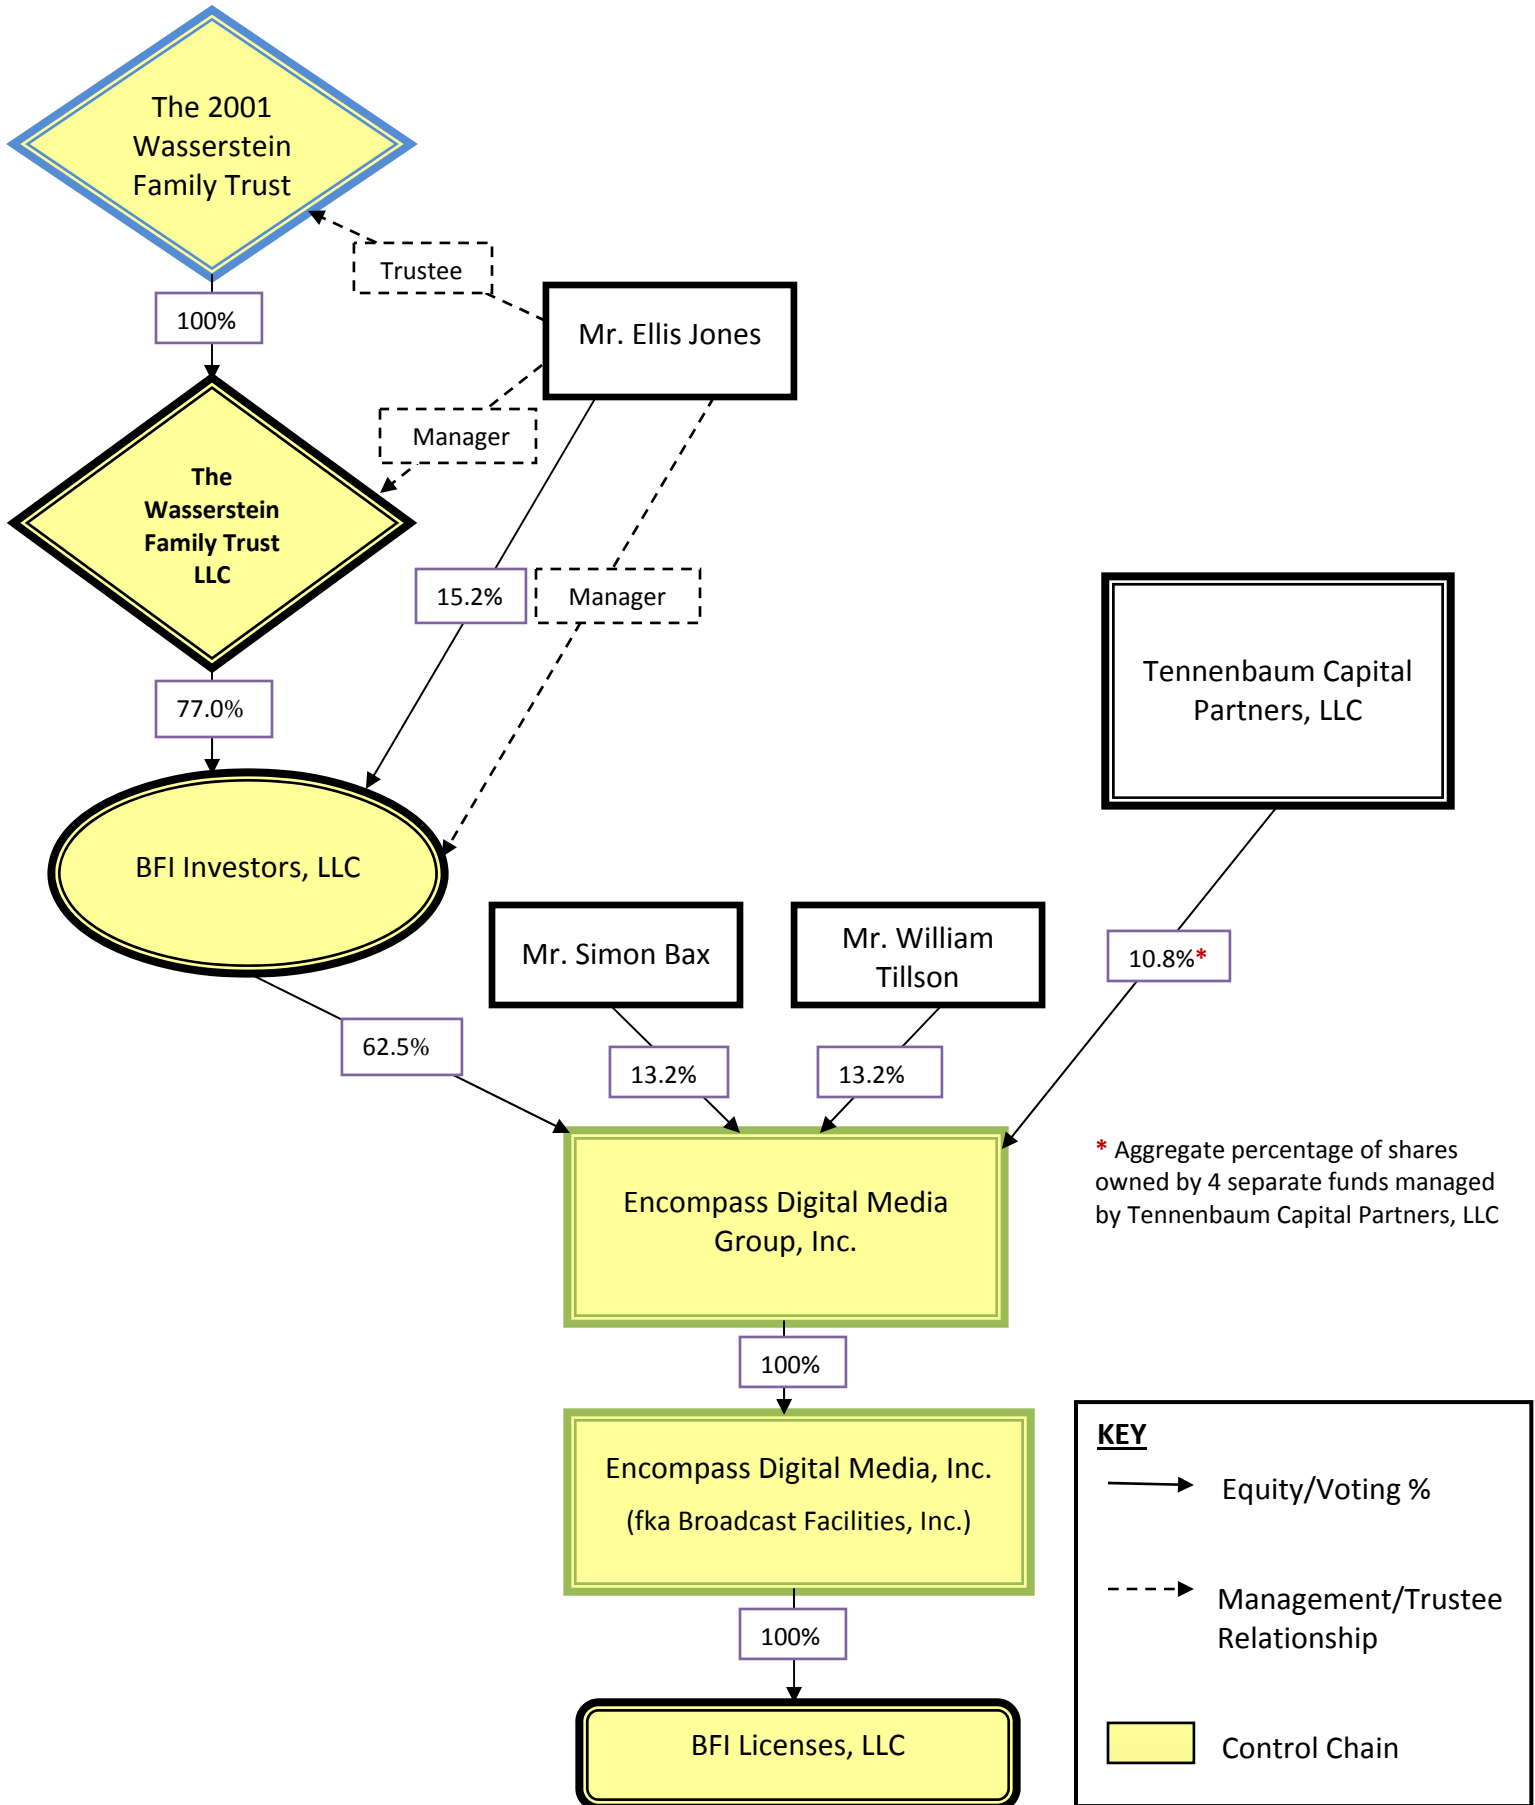 The 2001
Wasserstein
Family Trust
Trustee
100%
Mr. Ellis Jones
Manager
The
Wasserstein
Family Trust
LLC
15.2%
Manager
77.0%
Tennenbaum Capital
Partners, LLC
BFI Investors, LLC
Mr. Simon Bax
Mr. William
Tillson
10.8%*
62.5%
13.2%
13.2%
* Aggregate percentage of shares
owned by 4 separate funds managed
by Tennenbaum Capital Partners, LLC
Encompass Digital Media
Group, Inc.
100%
Encompass Digital Media, Inc.
(fka Broadcast Facilities, Inc.)
100%
BFI Licenses, LLC
KEY
Equity/Voting %
Management/Trustee
Relationship
Control Chain